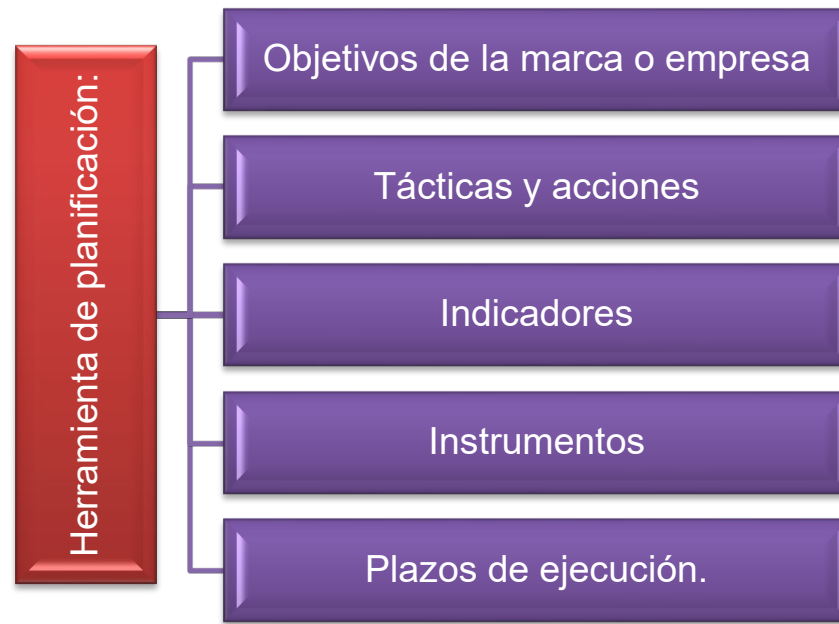 Herramienta de planificación:
Objetivos de la marca o empresa
Tácticas y acciones
Indicadores
Instrumentos
Plazos de ejecución.